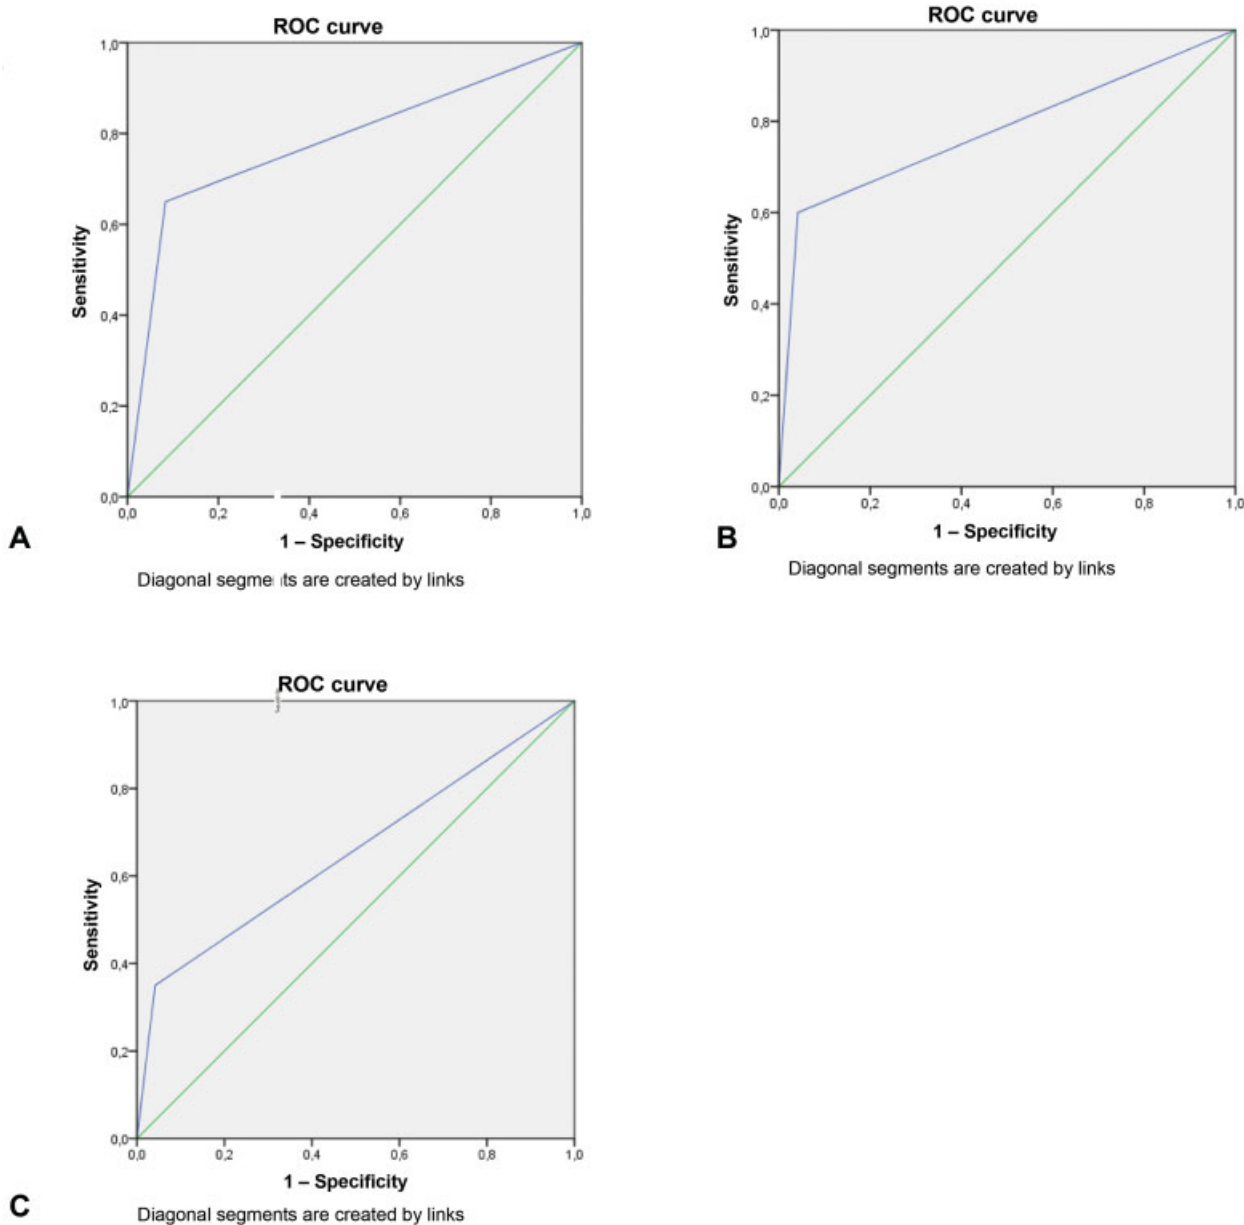 ROC curve
1,0
0,8
0,6
0,4
0,2
0,0
Sensitivity
0,0 0,2 0,4 0,6 0,8 1,0
1 – Specificity
A
Diagonal segme ts are created by links
ROC curve
1,0
0,8
0,6
0,4
0,2
0,0
Sensitivity
0,0 0,2 0,4 0,6 0,8 1,0
1 – Specificity
B
Diagonal segments are created by links
ROC curve
1,0
0,8
0,6
0,4
0,2
0,0
Sensitivity
0,0 0,2 0,4 0,6 0,8 1,0
1 – Specificity
C
Diagonal segments are created by links